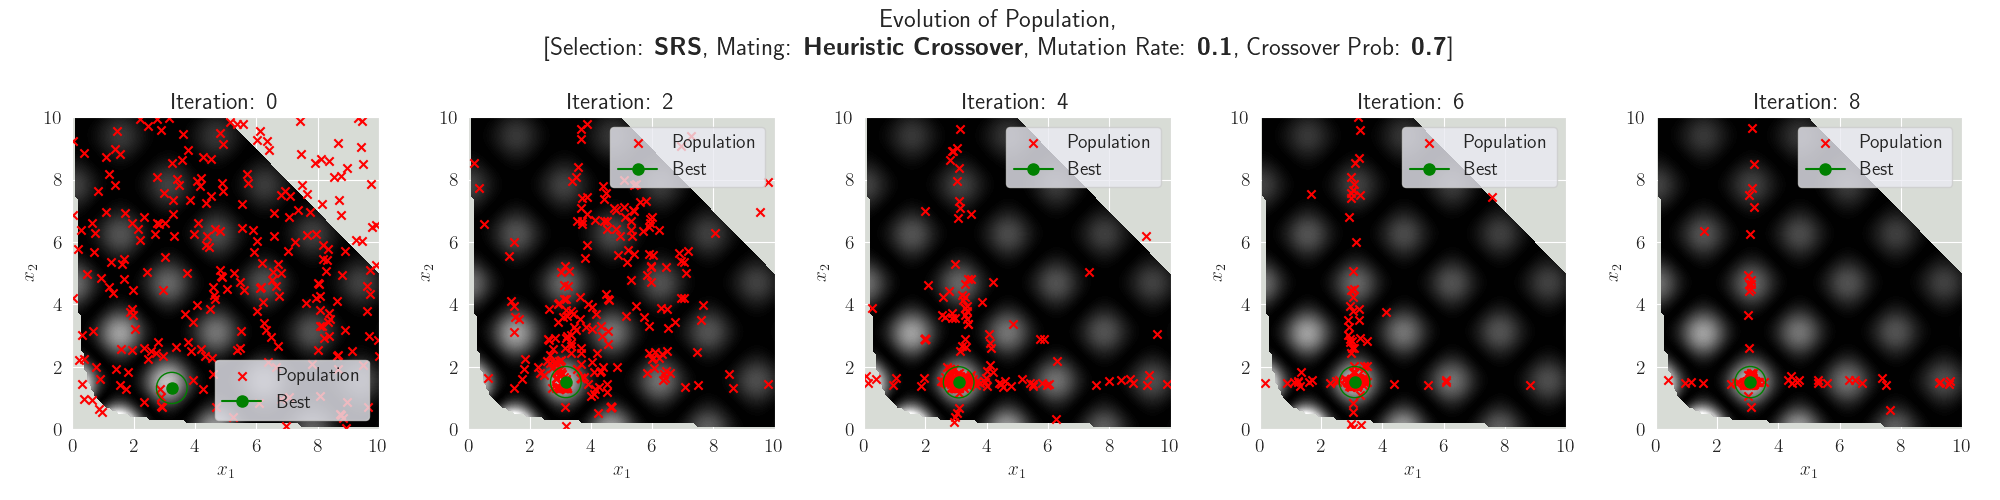 Evolution of Population,
[Selection: SRS, Mating: Heuristic Crossover, Mutation Rate: 0.1, Crossover Prob: 0.7]
Iteration: 0
10
8
6
4
2
0
x2
0 2 4 6 8 10
x1
Population
Best
Iteration: 2
10
8
6
4
2
0
x2
0 2 4 6 8 10
x1
Population
Best
Iteration: 4
10
8
6
4
2
0
x2
0 2 4 6 8 10
x1
Population
Best
Iteration: 6
10
8
6
4
2
0
x2
0 2 4 6 8 10
x1
Population
Best
Iteration: 8
10
8
6
4
2
0
x2
0 2 4 6 8 10
x1
Population
Best